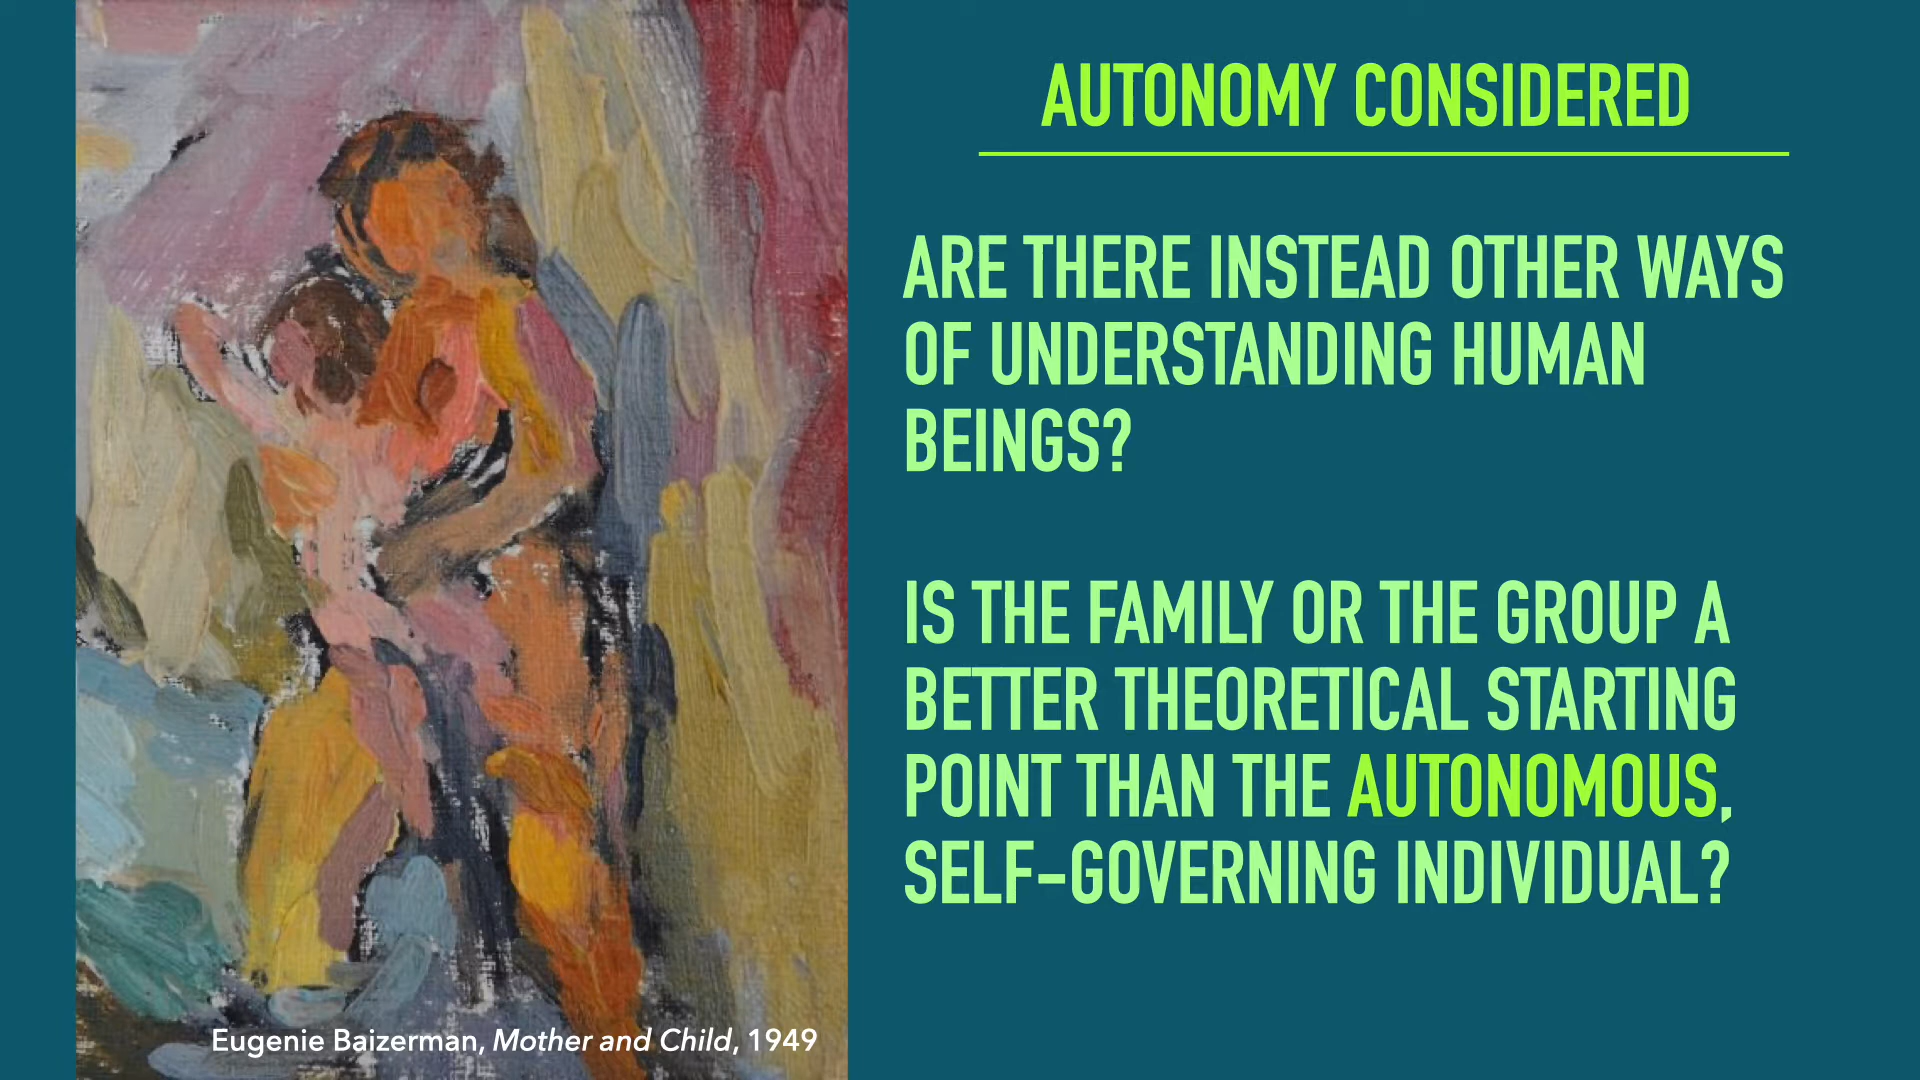 AUTONOMY CONSIDERED
ARE THERE INSTEAD OTHER WAYS
OF UNDERSTANDING HUMAN
BEINGS?
IS THE FAMILY OR THE GROUP A
BETTER THEORETICAL STARTING
POINT THAN THE AUTONOMOUS,
SELF-GOVERNING INDIVIDUAL?
Eugenie Baizerman, Mother and Child, 1949